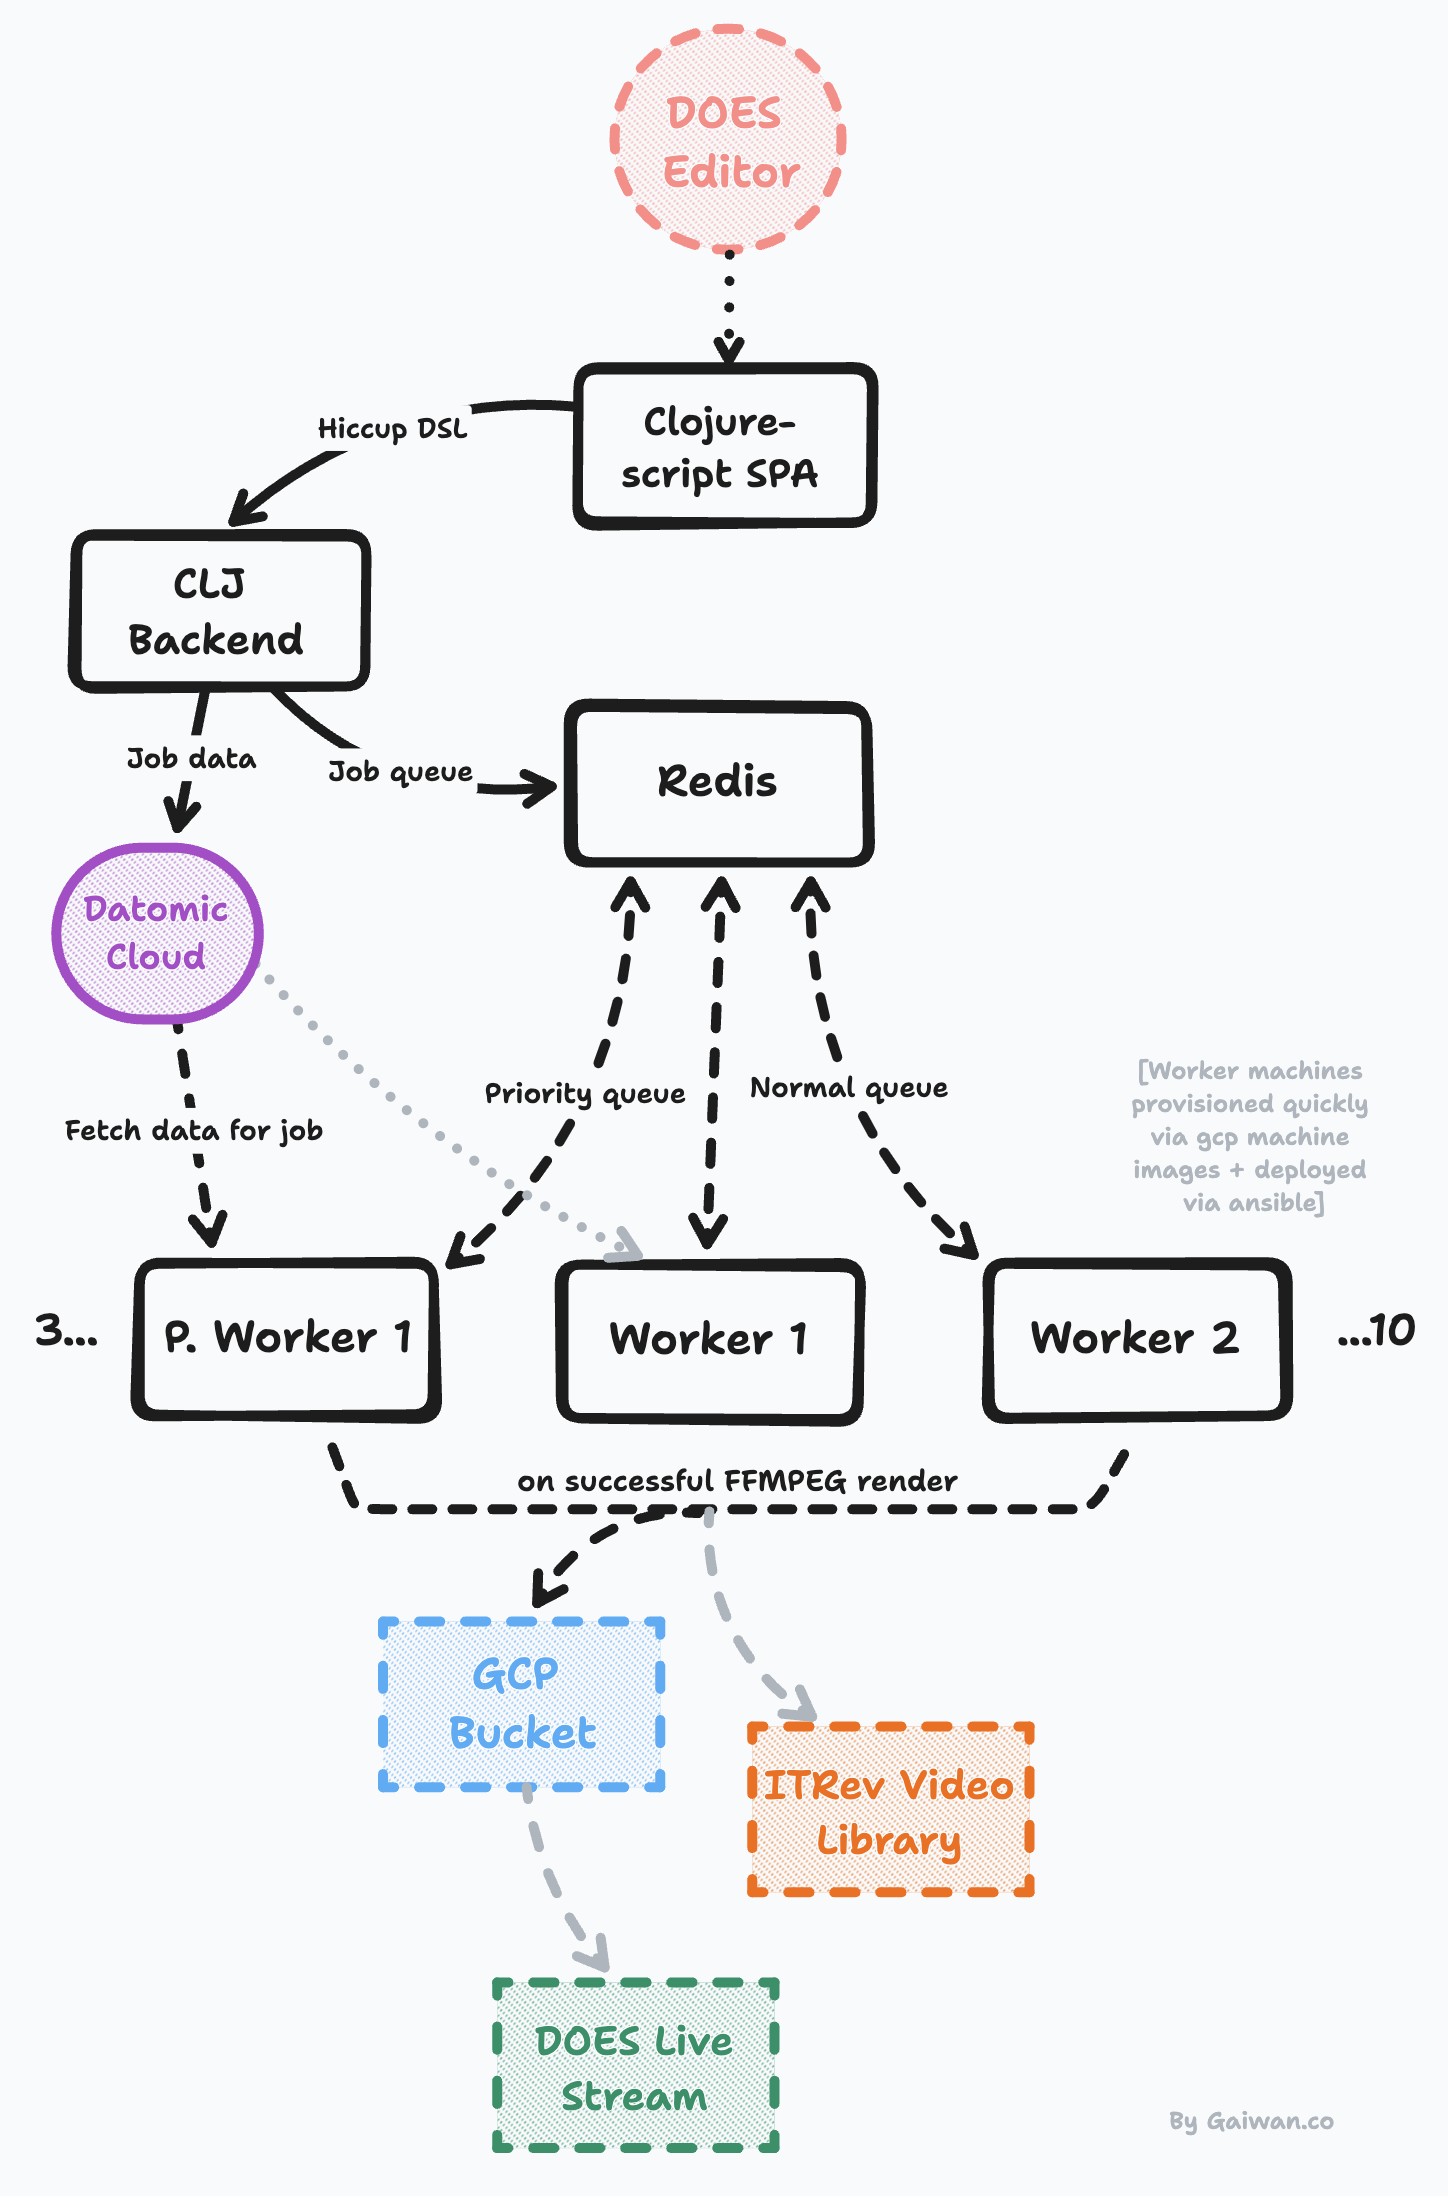 DOES
Editor
Clojure-
script SPA
Hiccup DSL
CLJ
Backend
Job data
Job queue
Redis
Datomic
Cloud
Fetch data for job
Priority queue
Normal queue
[Worker machines
provisioned quickly
via gcp machine
images + deployed
via ansible]
3...
P. Worker 1
Worker 1
Worker 2
...10
on successful FFMPEG render
GCP
Bucket
ITRev Video
Library
DOES Live
Stream
By Gaiwan.co